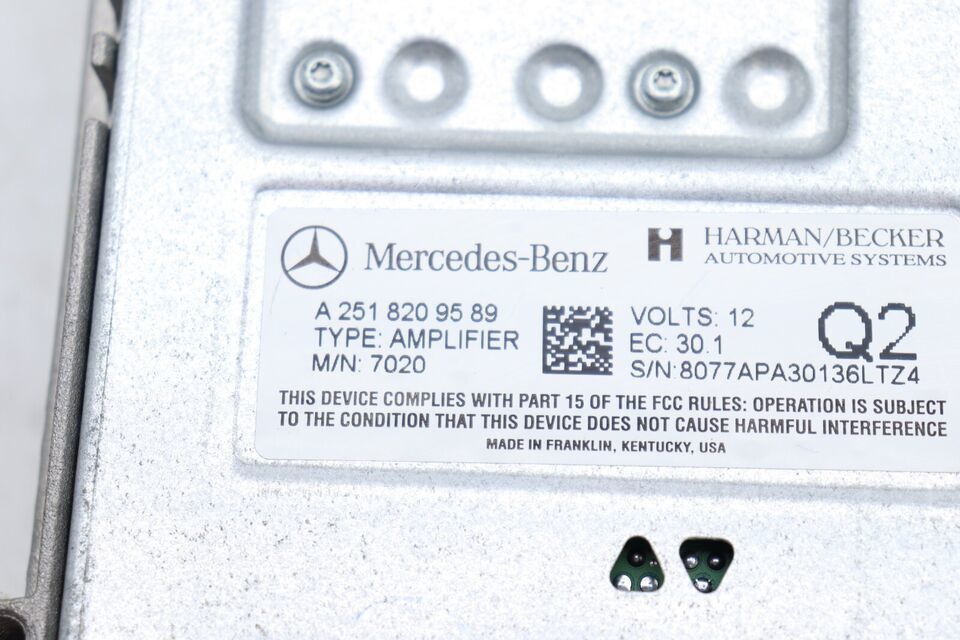 Mercedes-Benz
H HARMAN/BECKER
AUTOMOTIVE SYSTEMS
A 251 820 95 89
TYPE: AMPLIFIER
M/N: 7020
VOLTS: 12
EC: 30.1
S/N:8077APA30136LTZ4
Q2
THIS DEVICE COMPLIES WITH PART 15 OF THE FCC RULES: OPERATION IS SUBJECT
TO THE CONDITION THAT THIS DEVICE DOES NOT CAUSE HARMFUL INTERFERENCE
MADE IN FRANKLIN, KENTUCKY, USA